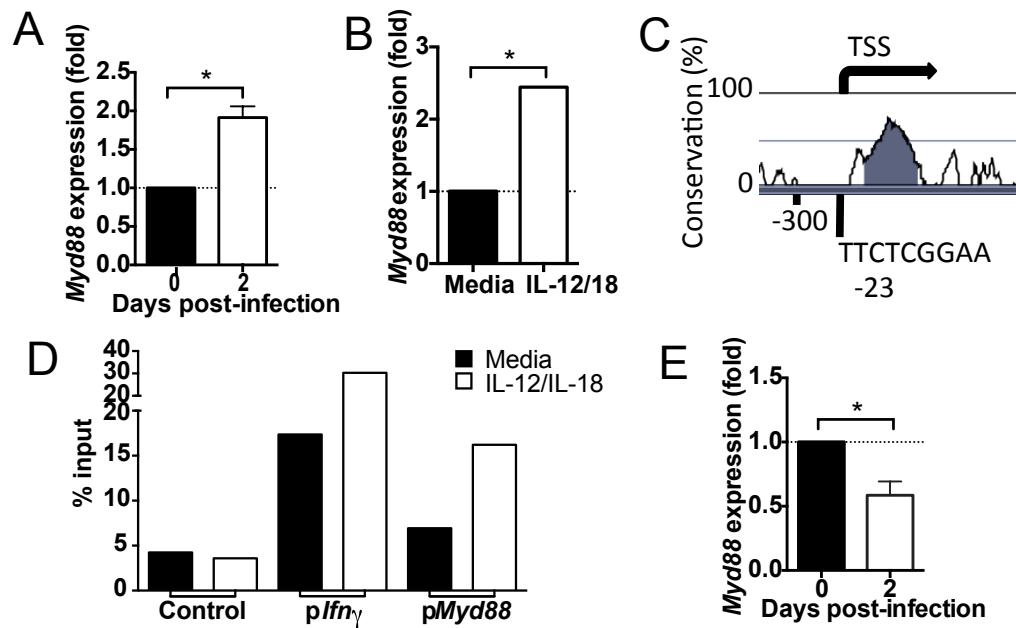 A
Myd88 expression (fold)
2.5
2.0
1.5
1.0
0.5
0.0
*
0
2
Days post-infection
B
Myd88 expression (fold)
3
2
1
0
*
Media
IL-12/18
C
Conservation (%)
100
0
TSS
-300
TTCTCGGAA
-23
D
% input
40
30
20
20
15
10
5
0
Media
IL-12/IL-18
Control
pIfnγ
pMyd88
E
Myd88 expression (fold)
1.5
1.0
0.5
0.0
*
0
2
Days post-infection